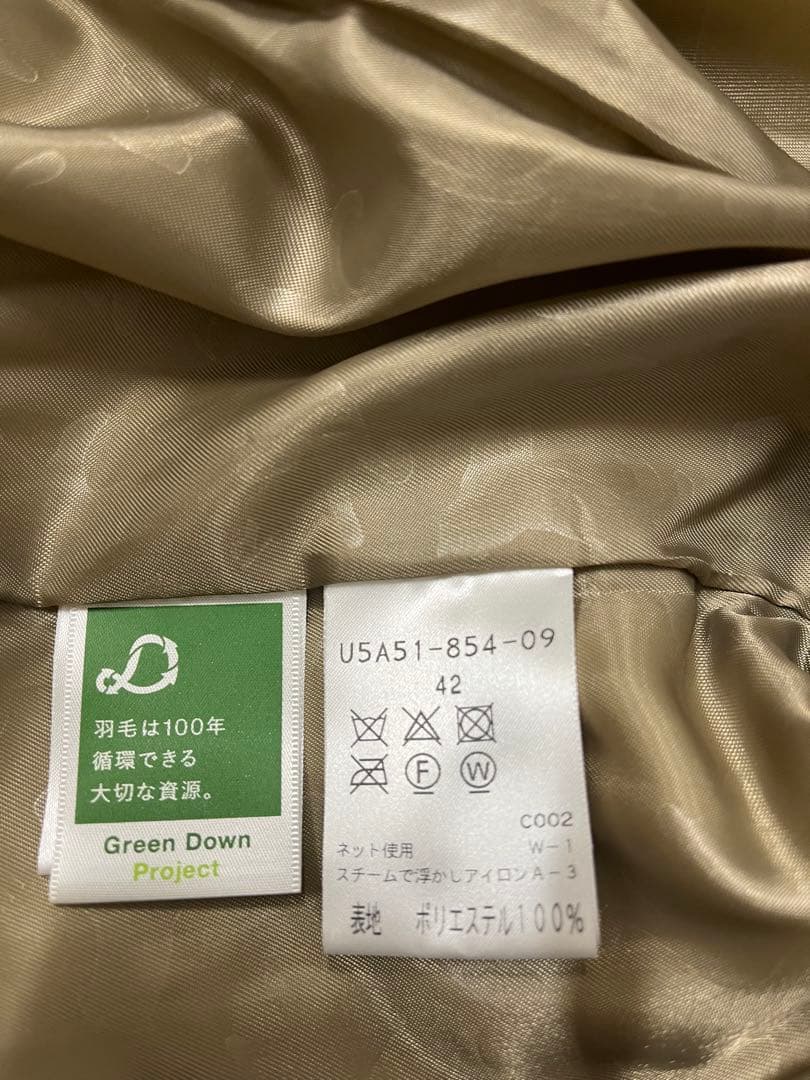 羽毛は100年
循環できる
大切な資源。
Green Down
Project
U5A51-854-09
42
F W
C002
ネット使用 W-1
スチームで浮かしアイロン A-3
表地 ポリエステル100%